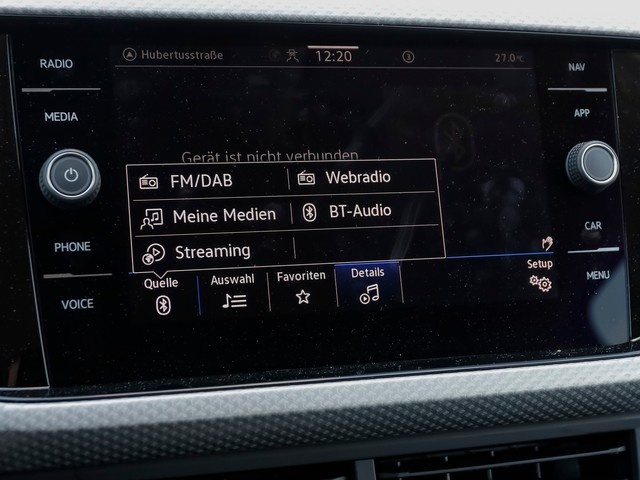 RADIO
MEDIA
PHONE
VOICE
Hubertusstraße 12:20 3 27.0°C
Gerät ist nicht verbunden
FM/DAB Webradio
Meine Medien BT-Audio
Streaming
Quelle Auswahl Favoriten Details Setup
NAV
APP
CAR
MENU